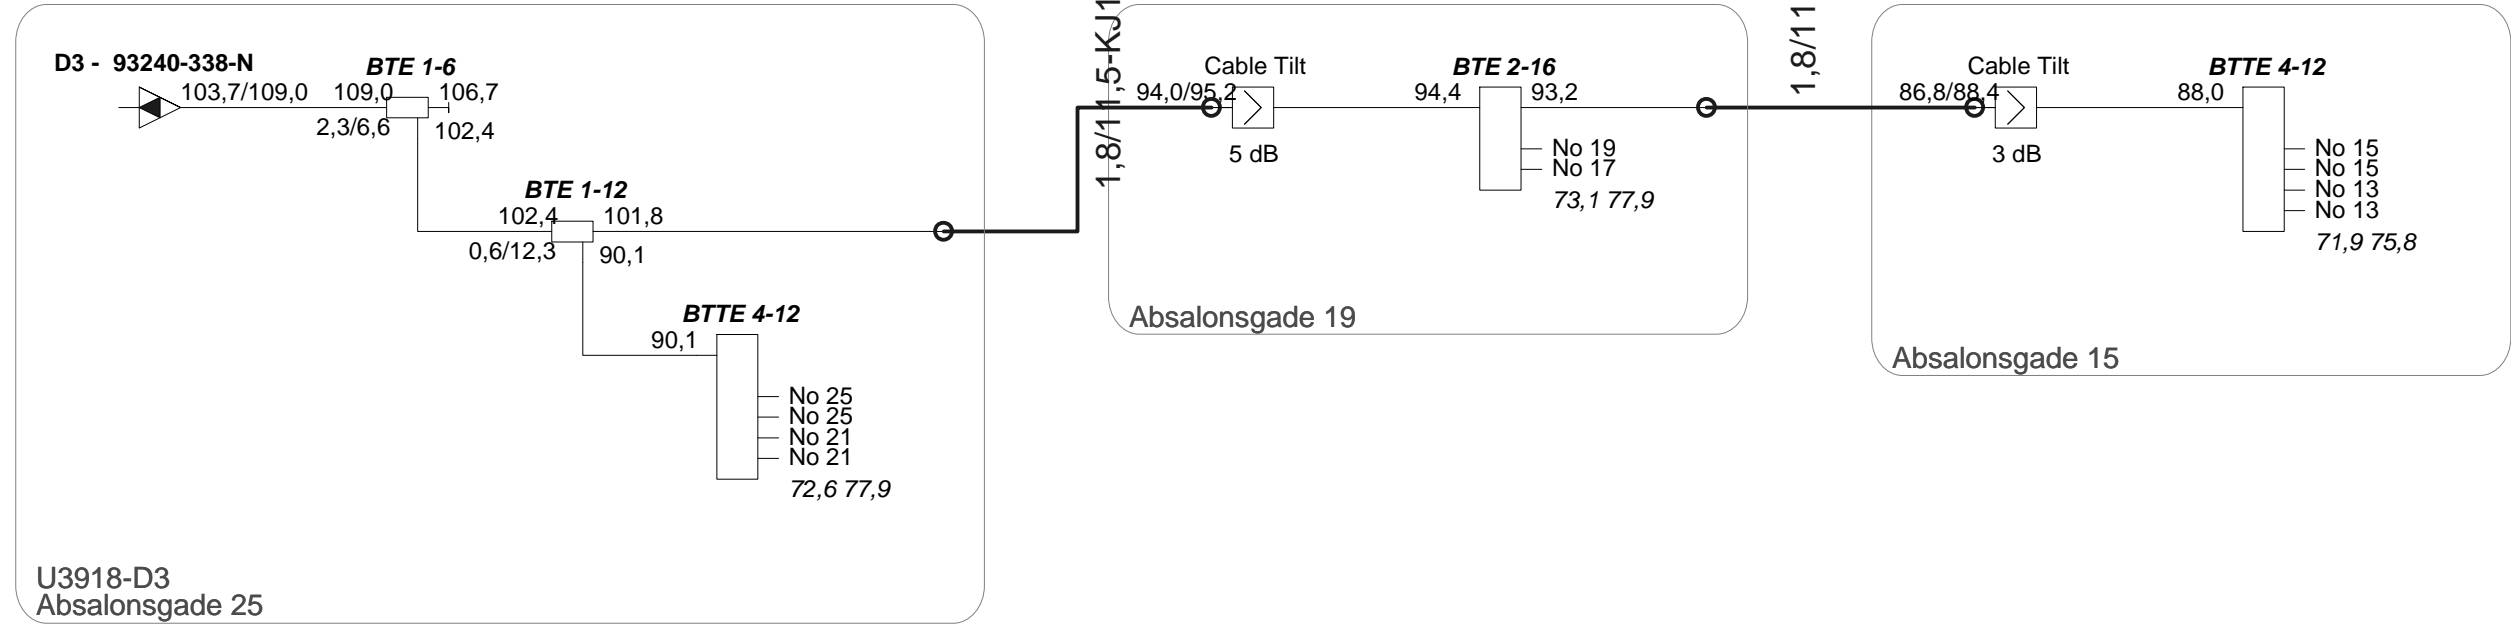 D3 - 93240-338-N
BTE 1-6
103,7/109,0
109,0
106,7
2,3/6,6
102,4
BTE 1-12
102,4
101,8
0,6/12,3
90,1
BTTE 4-12
90,1
No 25
No 25
No 21
No 21
72,6 77,9
U3918-D3
Absalonsgade 25
1,8/11,5-KJ1
Cable Tilt
94,0/95,2
5 dB
BTE 2-16
94,4
93,2
No 19
No 17
73,1 77,9
Absalonsgade 19
1,8/11
Cable Tilt
86,8/88,4
3 dB
BTTE 4-12
88,0
No 15
No 15
No 13
No 13
71,9 75,8
Absalonsgade 15